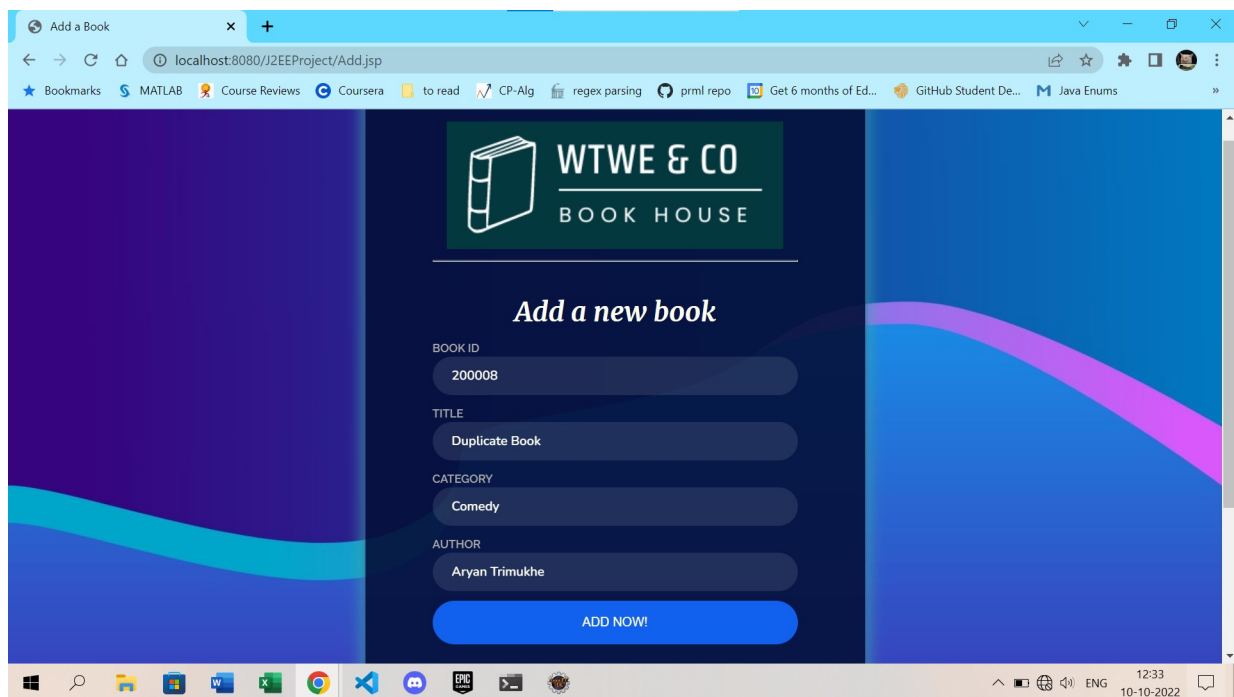 Add a Book
localhost:8080/J2EEProject/Add.jsp
Bookmarks MATLAB Course Reviews Coursera to read CP-Alg regex parsing prml repo Get 6 months of Ed... GitHub Student De... Java Enums »
WTWE & CO
BOOK HOUSE
Add a new book
BOOK ID
200008
TITLE
Duplicate Book
CATEGORY
Comedy
AUTHOR
Aryan Trimukhe
ADD NOW!
ENG
12:33
10-10-2022